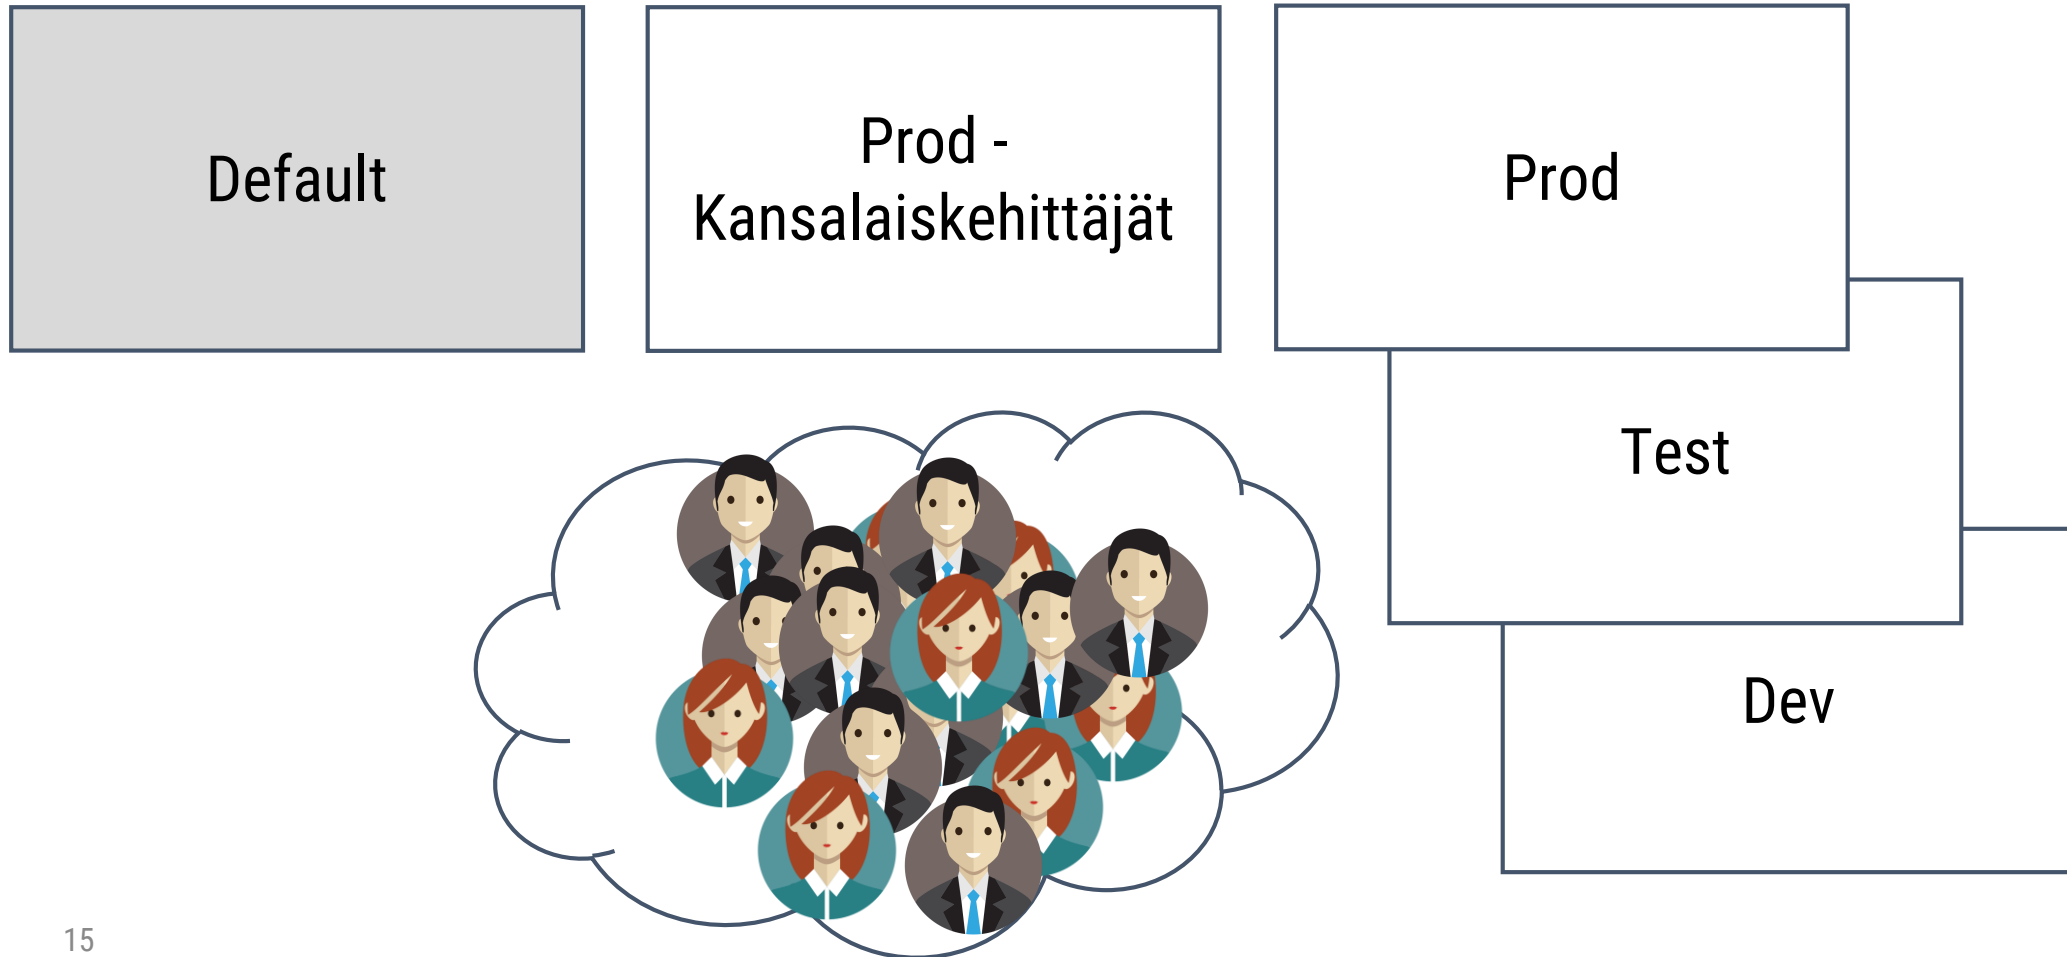 Default
Prod -
Kansalaiskehittäjät
Prod
Test
Dev
15